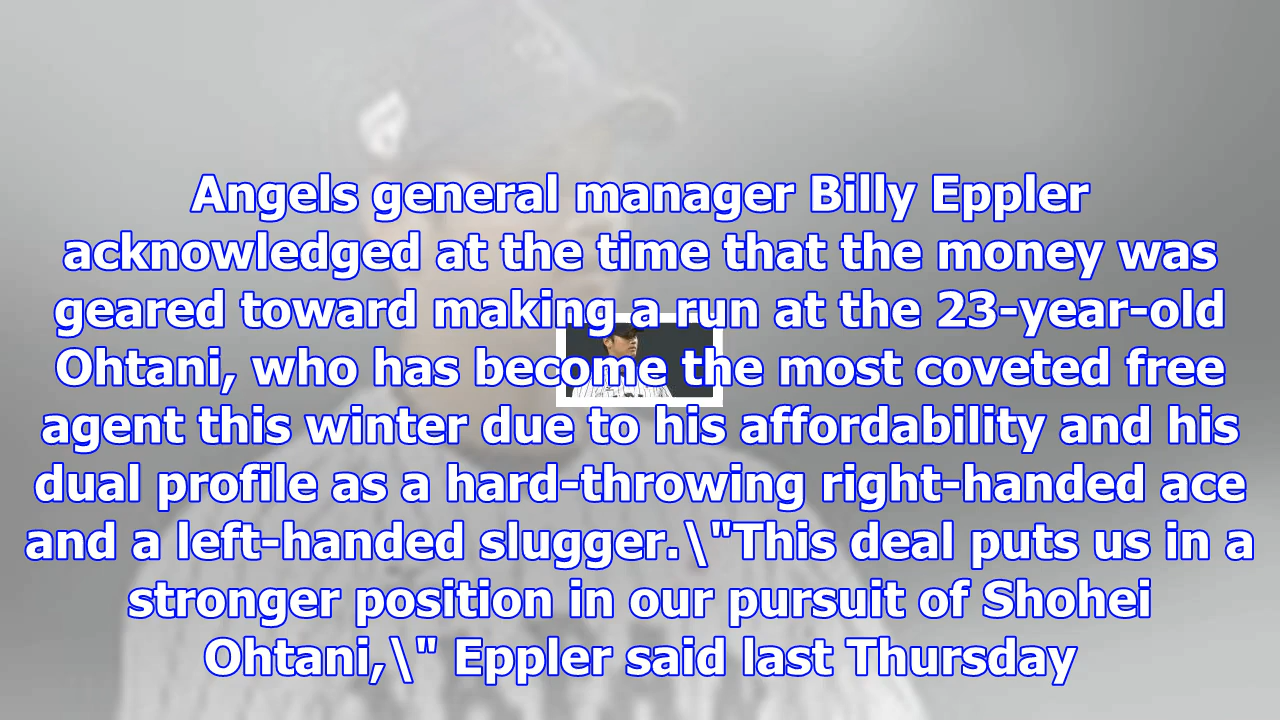 Angels general manager Billy Eppler
acknowledged at the time that the money was
geared toward making a run at the 23-year-old
Ohtani, who has become the most coveted free
agent this winter due to his affordability and his
dual profile as a hard-throwing right-handed ace
and a left-handed slugger.\"This deal puts us in a
stronger position in our pursuit of Shohei
Ohtani,\" Eppler said last Thursday